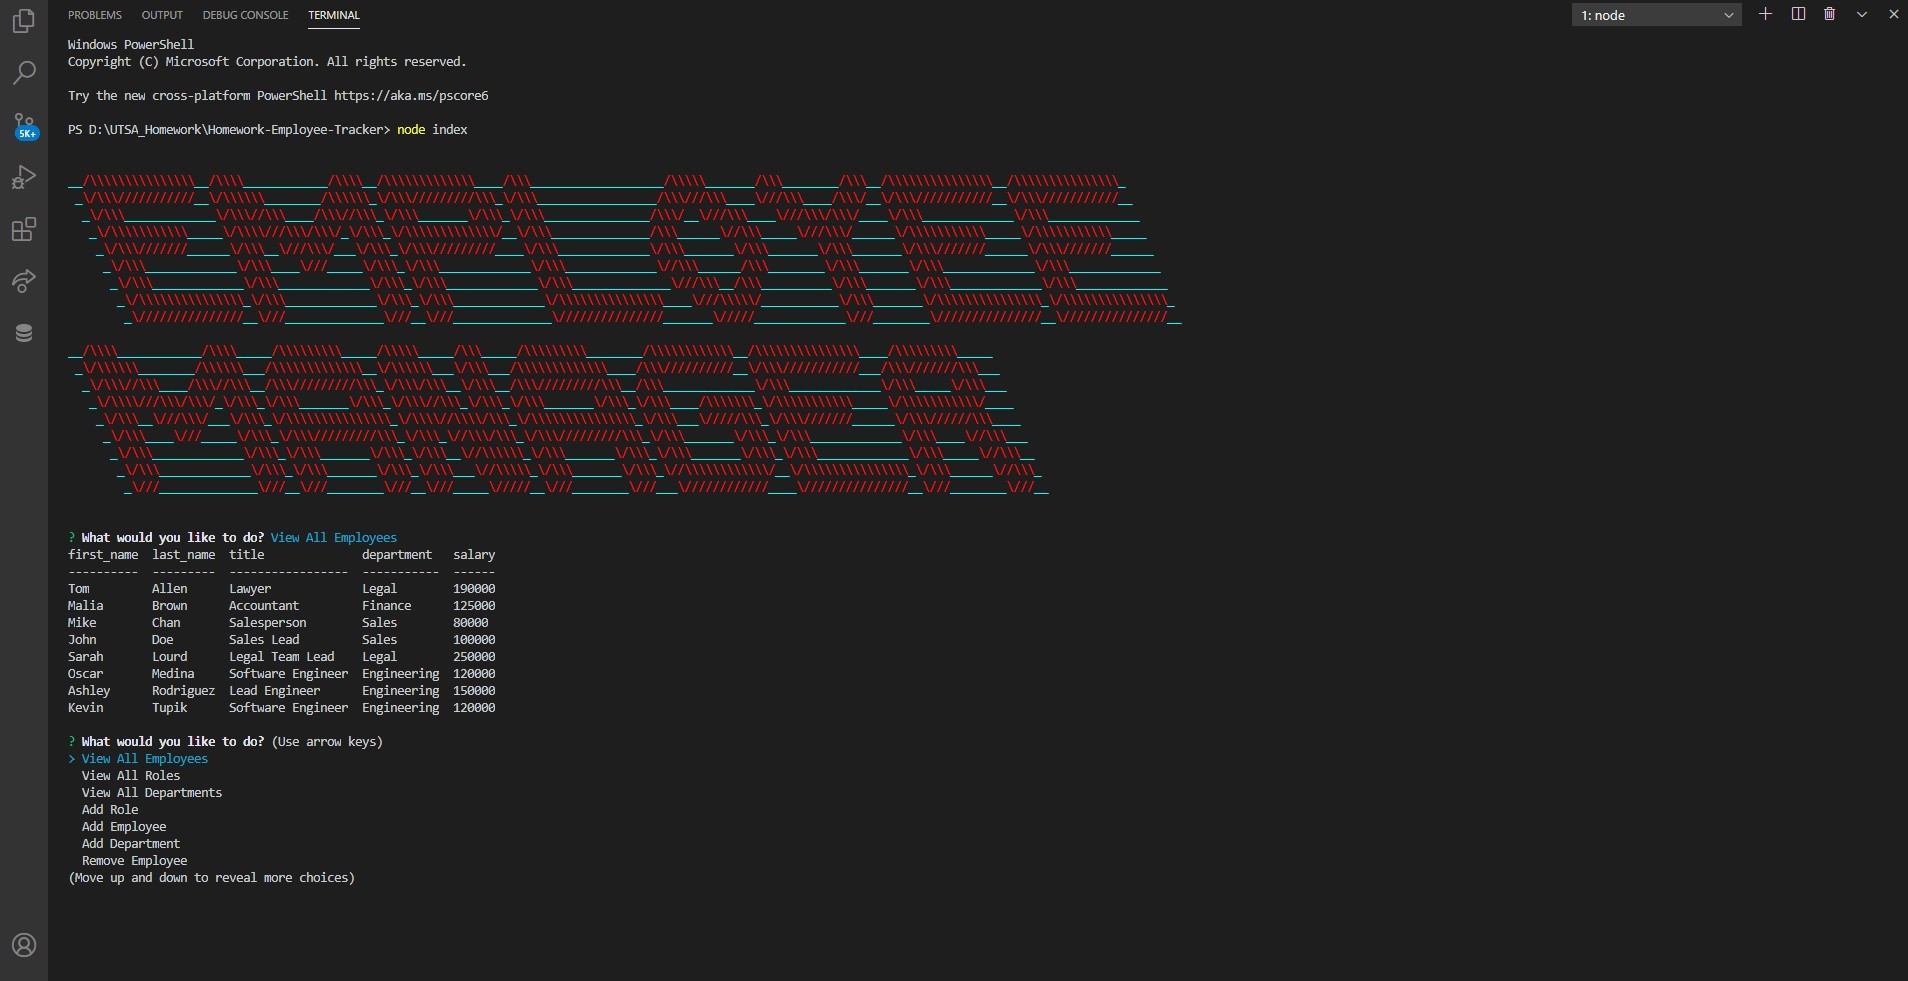 PROBLEMS OUTPUT DEBUG CONSOLE TERMINAL 1: node
Windows PowerShell
Copyright (C) Microsoft Corporation. All rights reserved.
Try the new cross-platform PowerShell https://aka.ms/pscore6
5K+
PS D:\UTSA_Homework\Homework-Employee-Tracker> node index
EMPLOYEE
MANAGER
? What would you like to do? View All Employees
first_name last_name title department salary
---------- --------- ----------------- ----------- ------
Tom Allen Lawyer Legal 190000
Malia Brown Accountant Finance 125000
Mike Chan Salesperson Sales 80000
John Doe Sales Lead Sales 100000
Sarah Lourd Legal Team Lead Legal 250000
Oscar Medina Software Engineer Engineering 120000
Ashley Rodriguez Lead Engineer Engineering 150000
Kevin Tupik Software Engineer Engineering 120000
? What would you like to do? (Use arrow keys)
> View All Employees
View All Roles
View All Departments
Add Role
Add Employee
Add Department
Remove Employee
(Move up and down to reveal more choices)